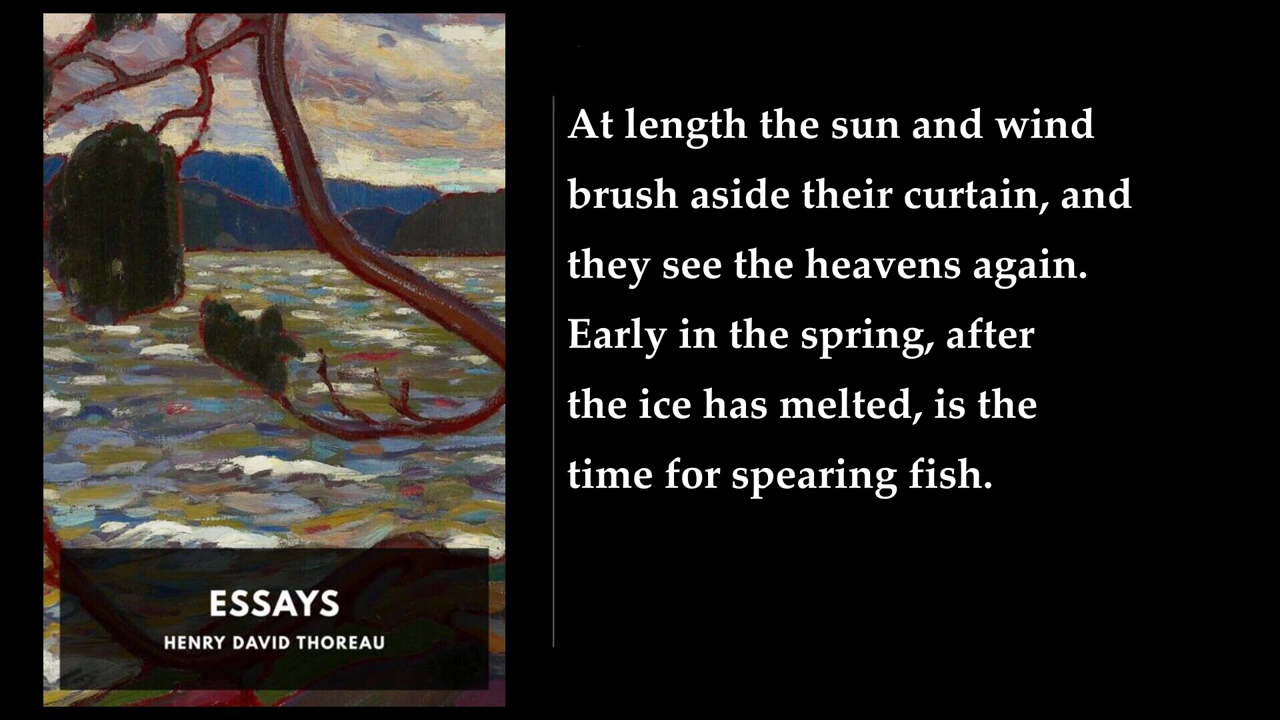 At length the sun and wind
brush aside their curtain, and
they see the heavens again.
Early in the spring, after
the ice has melted, is the
time for spearing fish.
ESSAYS
HENRY DAVID THOREAU